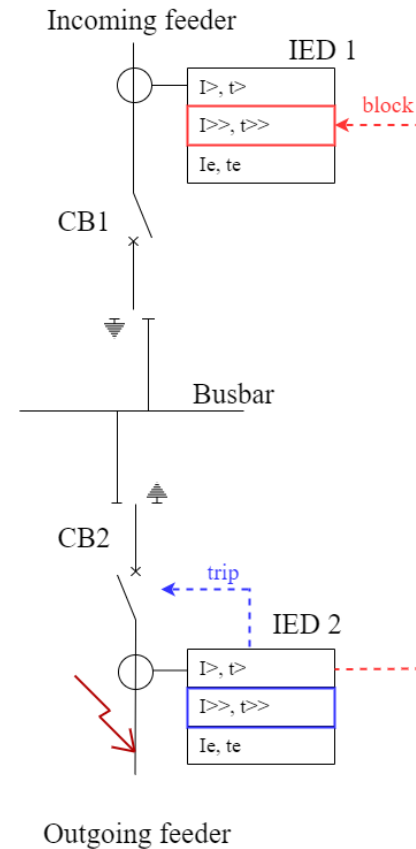 Incoming feeder
IED 1
I>, t>
I>>, t>>
Ie, te
block
CB1
Busbar
CB2
trip
IED 2
I>, t>
I>>, t>>
Ie, te
Outgoing feeder